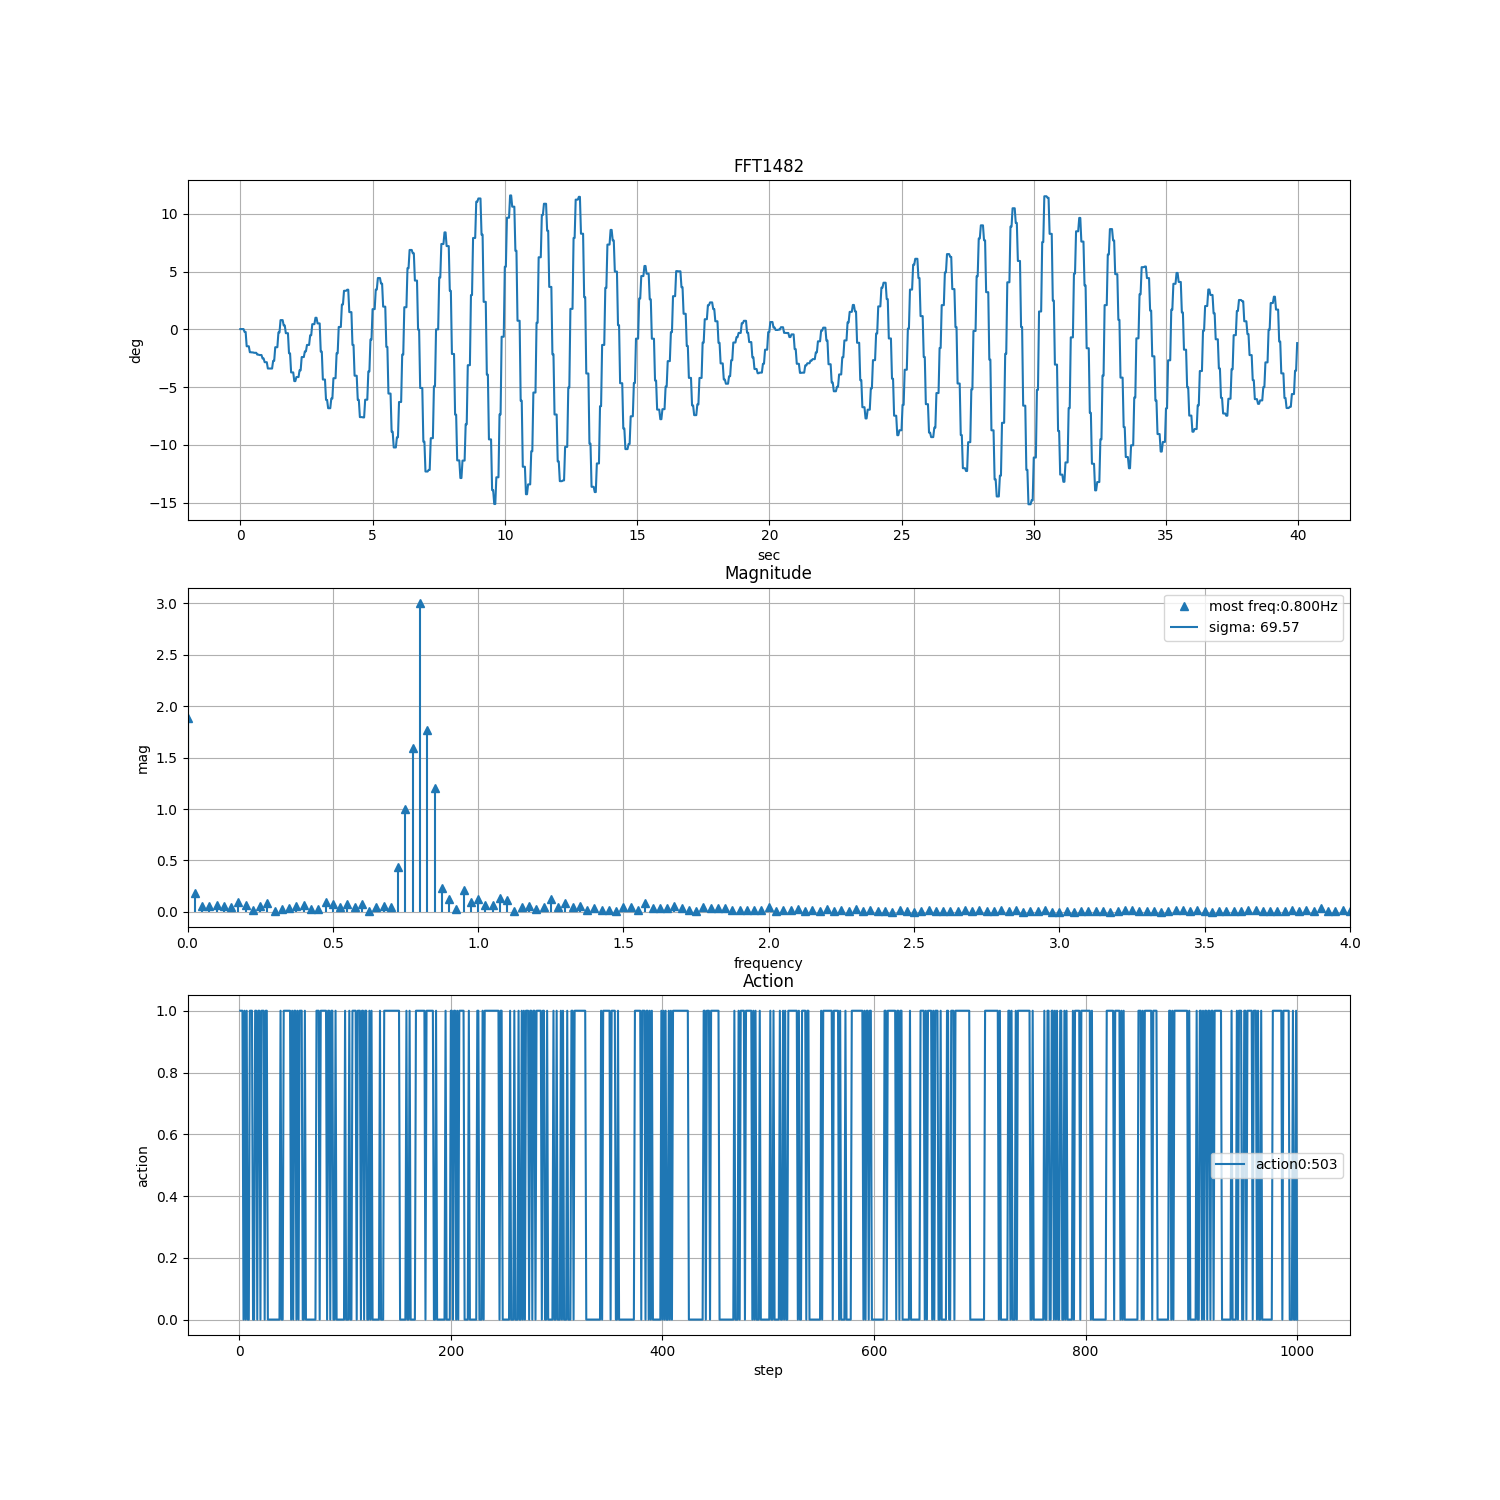 FFT1482
10
5
0
−5
−10
−15
deg
0 5 10 15 20 25 30 35 40
sec
Magnitude
3.0
2.5
2.0
1.5
1.0
0.5
0.0
mag
most freq:0.800Hz
sigma: 69.57
0.0 0.5 1.0 1.5 2.0 2.5 3.0 3.5 4.0
frequency
Action
1.0
0.8
0.6
0.4
0.2
0.0
action
action0:503
0 200 400 600 800 1000
step